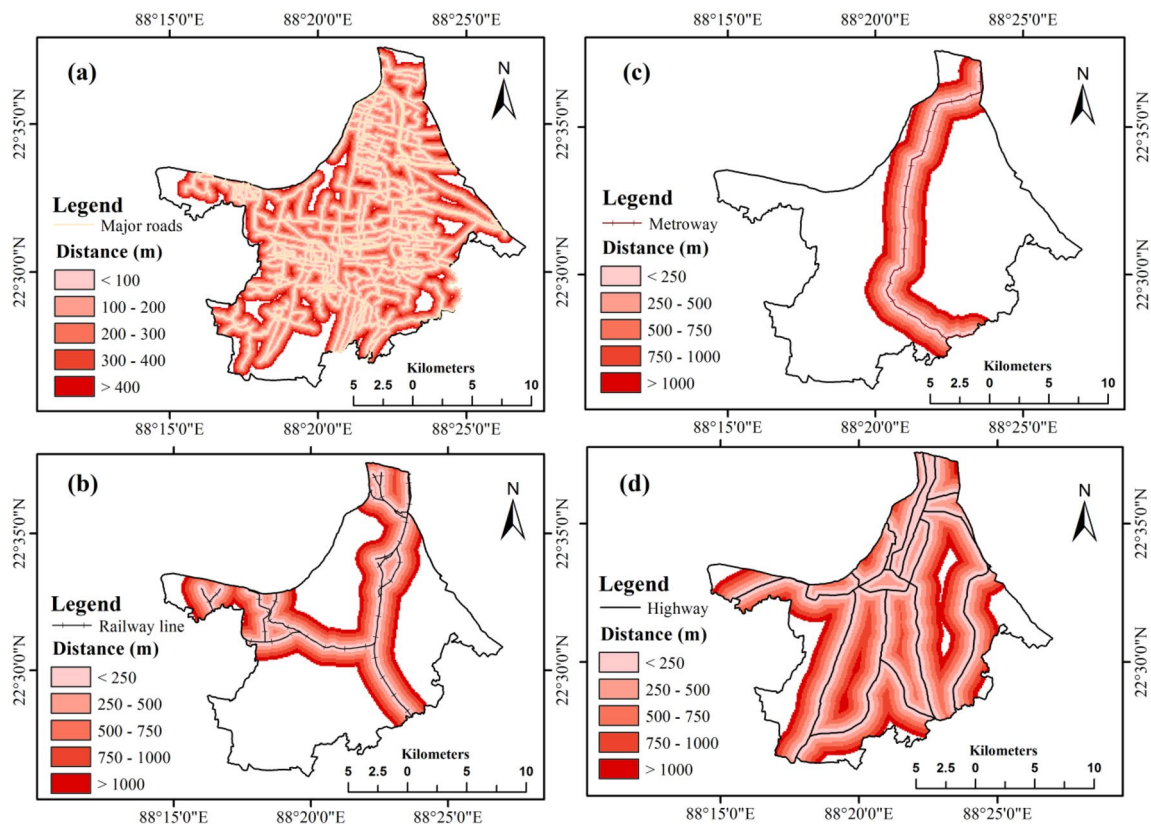 88°15'0"E 88°20'0"E 88°25'0"E
(a)
N
22°35'0"N
22°30'0"N
Legend
Major roads
Distance (m)
< 100
100 - 200
200 - 300
300 - 400
> 400
Kilometers
5 2.5 0 5 10
22°35'0"N
22°30'0"N
88°15'0"E 88°20'0"E 88°25'0"E
(c)
N
Legend
Metroway
Distance (m)
< 250
250 - 500
500 - 750
750 - 1000
> 1000
Kilometers
5 2.5 0 5 10
22°35'0"N
22°30'0"N
88°15'0"E 88°20'0"E 88°25'0"E
88°15'0"E 88°20'0"E 88°25'0"E
(b)
N
22°35'0"N
22°30'0"N
Legend
Railway line
Distance (m)
< 250
250 - 500
500 - 750
750 - 1000
> 1000
Kilometers
5 2.5 0 5 10
88°15'0"E 88°20'0"E 88°25'0"E
(d)
N
22°35'0"N
22°30'0"N
Legend
Highway
Distance (m)
< 250
250 - 500
500 - 750
750 - 1000
> 1000
Kilometers
5 2.5 0 5 10
88°15'0"E 88°20'0"E 88°25'0"E